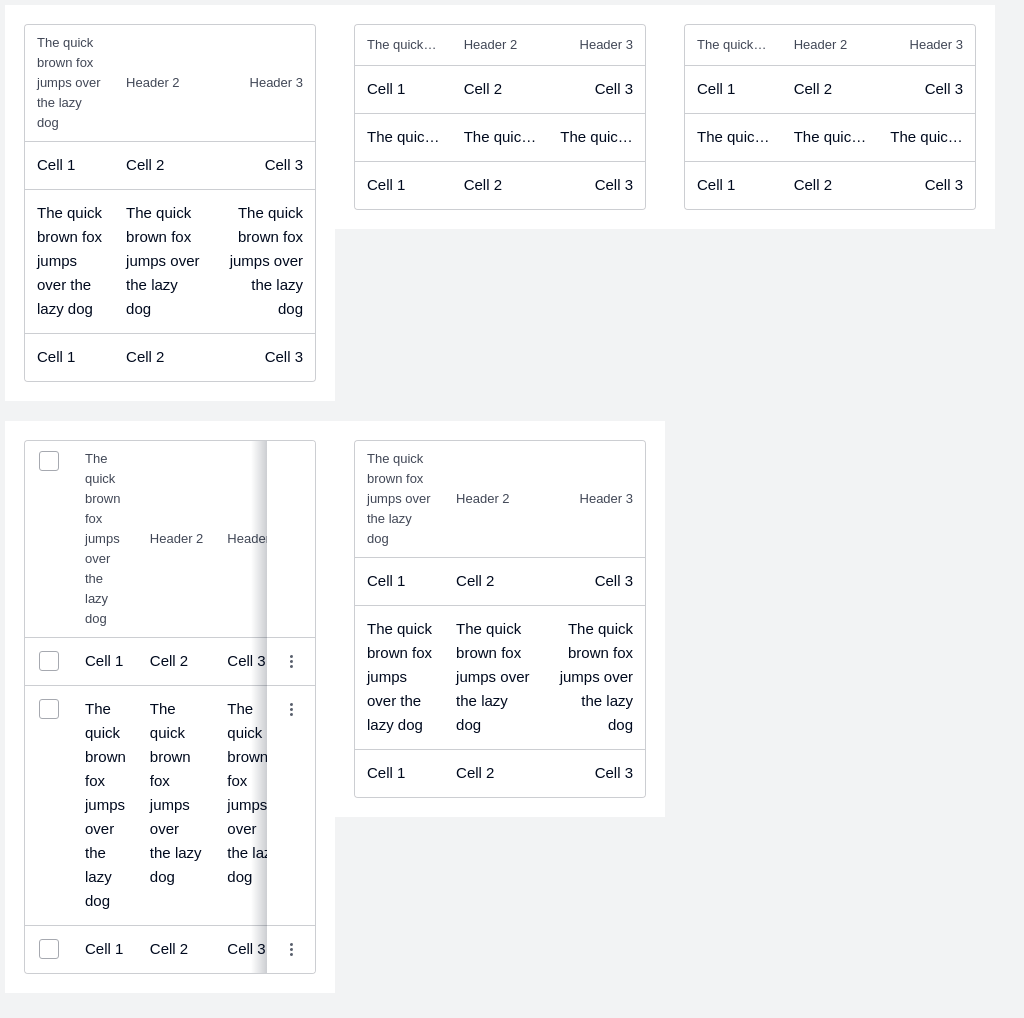 The quick
brown fox
jumps over
the lazy
dog
Header 2
Header 3
Cell 1
Cell 2
Cell 3
The quick
brown fox
jumps
over the
lazy dog
The quick
brown fox
jumps over
the lazy
dog
The quick
brown fox
jumps over
the lazy
dog
Cell 1
Cell 2
Cell 3
The quick…
Header 2
Header 3
Cell 1
Cell 2
Cell 3
The quic…
The quic…
The quic…
Cell 1
Cell 2
Cell 3
The quick…
Header 2
Header 3
Cell 1
Cell 2
Cell 3
The quic…
The quic…
The quic…
Cell 1
Cell 2
Cell 3
The
quick
brown
fox
jumps
over
the
lazy
dog
Header 2
Header
Cell 1
Cell 2
Cell 3
The
quick
brown
fox
jumps
over
the
lazy
dog
The
quick
brown
fox
jumps
over
the lazy
dog
The
quick
brown
fox
jumps
over
the laz
dog
Cell 1
Cell 2
Cell 3
The quick
brown fox
jumps over
the lazy
dog
Header 2
Header 3
Cell 1
Cell 2
Cell 3
The quick
brown fox
jumps
over the
lazy dog
The quick
brown fox
jumps over
the lazy
dog
The quick
brown fox
jumps over
the lazy
dog
Cell 1
Cell 2
Cell 3